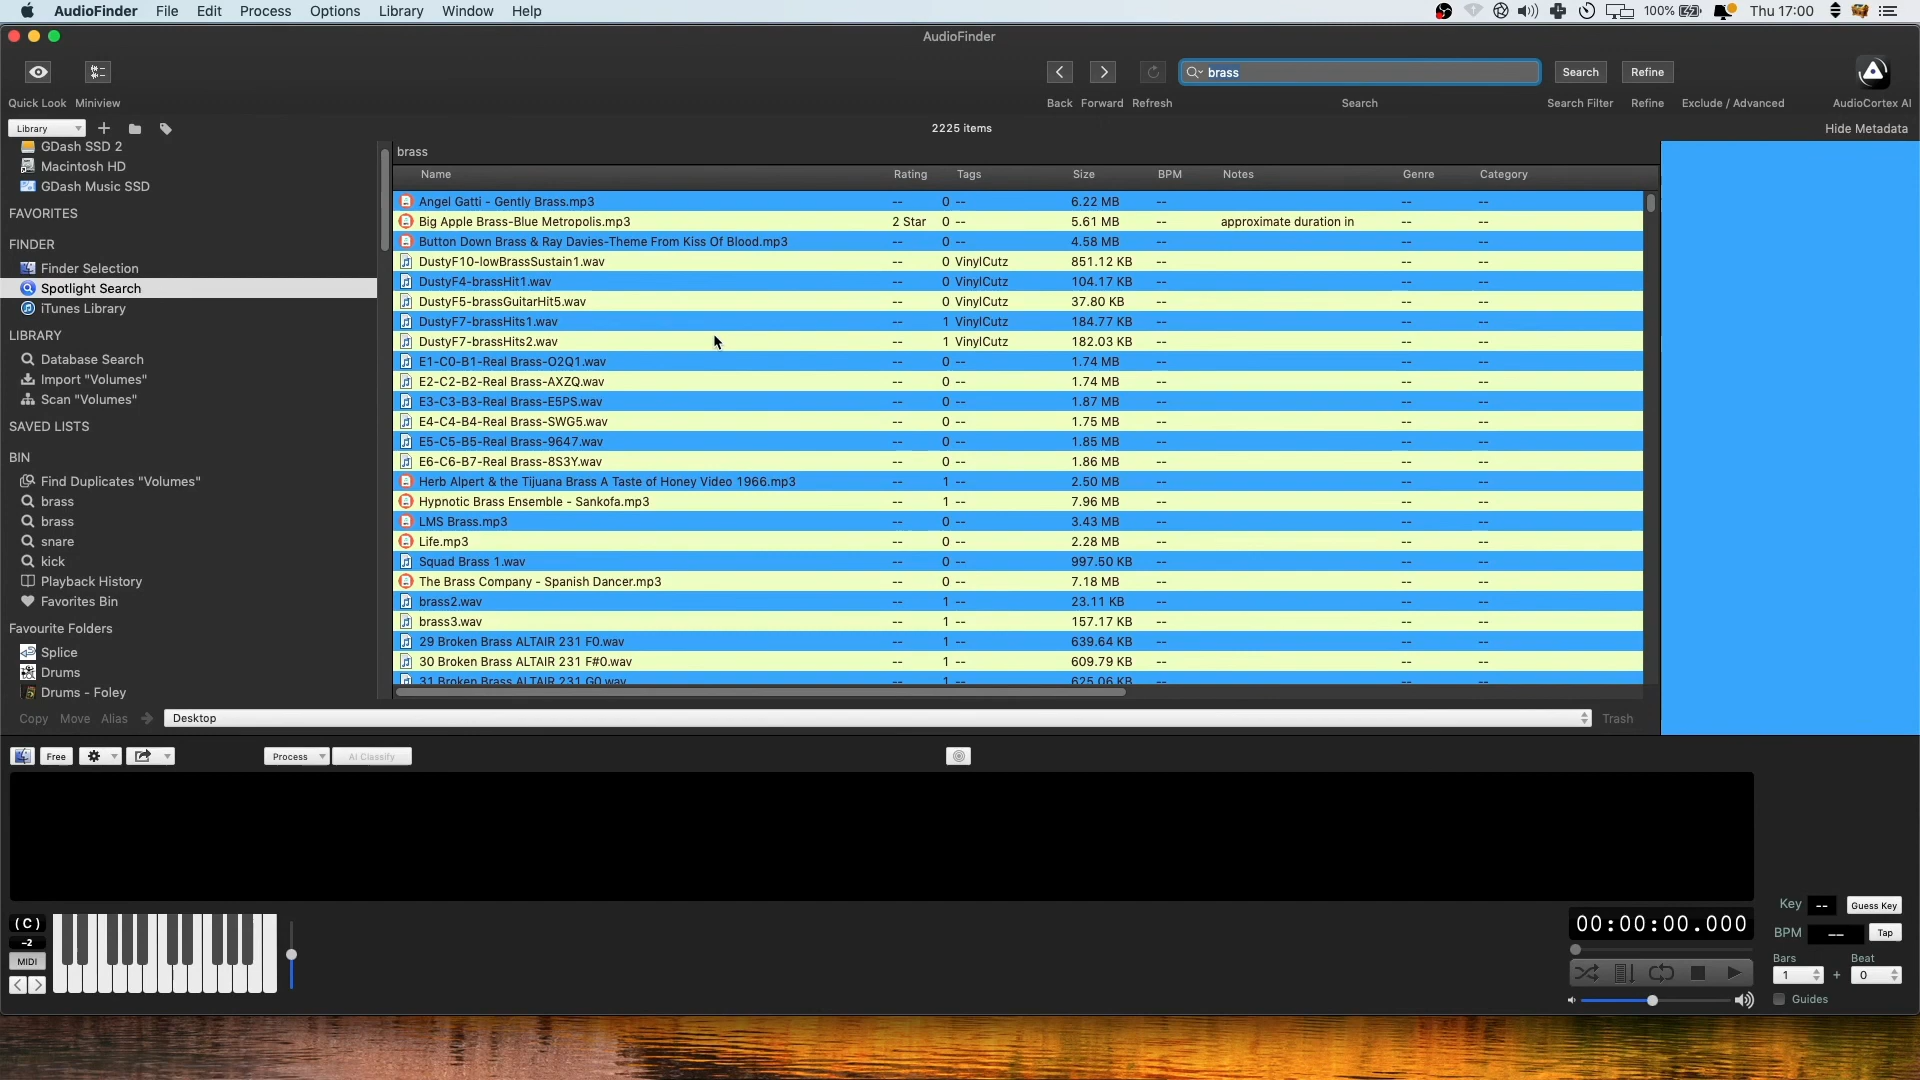 AudioFinder File Edit Process Options Library Window Help 100% Thu 17:00
AudioFinder
brass Search Refine
Quick Look Miniview Back Forward Refresh Search Search Filter Refine Exclude / Advanced AudioCortex AI
Library 2225 items Hide Metadata
GDash SSD 2
Macintosh HD
GDash Music SSD
FAVORITES
FINDER
Finder Selection
Spotlight Search
iTunes Library
LIBRARY
Database Search
Import "Volumes"
Scan "Volumes"
SAVED LISTS
BIN
Find Duplicates "Volumes"
brass
brass
snare
kick
Playback History
Favorites Bin
Favourite Folders
Splice
Drums
Drums - Foley
brass
Name Rating Tags Size BPM Notes Genre Category
Angel Gatti - Gently Brass.mp3 -- 0 -- 6.22 MB -- -- --
Big Apple Brass-Blue Metropolis.mp3 2 Star 0 -- 5.61 MB -- approximate duration in -- --
Button Down Brass & Ray Davies-Theme From Kiss Of Blood.mp3 -- 0 -- 4.58 MB -- -- --
DustyF10-lowBrassSustain1.wav -- 0 VinylCutz 851.12 KB -- -- --
DustyF4-brassHit1.wav -- 0 VinylCutz 104.17 KB -- -- --
DustyF5-brassGuitarHit5.wav -- 0 VinylCutz 37.80 KB -- -- --
DustyF7-brassHits1.wav -- 1 VinylCutz 184.77 KB -- -- --
DustyF7-brassHits2.wav -- 1 VinylCutz 182.03 KB -- -- --
E1-C0-B1-Real Brass-O2Q1.wav -- 0 -- 1.74 MB -- -- --
E2-C2-B2-Real Brass-AXZQ.wav -- 0 -- 1.74 MB -- -- --
E3-C3-B3-Real Brass-E5PS.wav -- 0 -- 1.87 MB -- -- --
E4-C4-B4-Real Brass-SWG5.wav -- 0 -- 1.75 MB -- -- --
E5-C5-B5-Real Brass-9647.wav -- 0 -- 1.85 MB -- -- --
E6-C6-B7-Real Brass-8S3Y.wav -- 0 -- 1.86 MB -- -- --
Herb Alpert & the Tijuana Brass A Taste of Honey Video 1966.mp3 -- 1 -- 2.50 MB -- -- --
Hypnotic Brass Ensemble - Sankofa.mp3 -- 1 -- 7.96 MB -- -- --
LMS Brass.mp3 -- 0 -- 3.43 MB -- -- --
Life.mp3 -- 0 -- 2.28 MB -- -- --
Squad Brass 1.wav -- 0 -- 997.50 KB -- -- --
The Brass Company - Spanish Dancer.mp3 -- 0 -- 7.18 MB -- -- --
brass2.wav -- 1 -- 23.11 KB -- -- --
brass3.wav -- 1 -- 157.17 KB -- -- --
29 Broken Brass ALTAIR 231 F0.wav -- 1 -- 639.64 KB -- -- --
30 Broken Brass ALTAIR 231 F#0.wav -- 1 -- 609.79 KB -- -- --
31 Broken Brass ALTAIR 231 G0.wav -- 1 -- 625.06 KB -- -- --
Copy Move Alias Desktop Trash
Free Process AI Classify
(C)
-2
MIDI
00:00:00.000
Key -- Guess Key
BPM -- Tap
Bars Beat
1 + 0
Guides